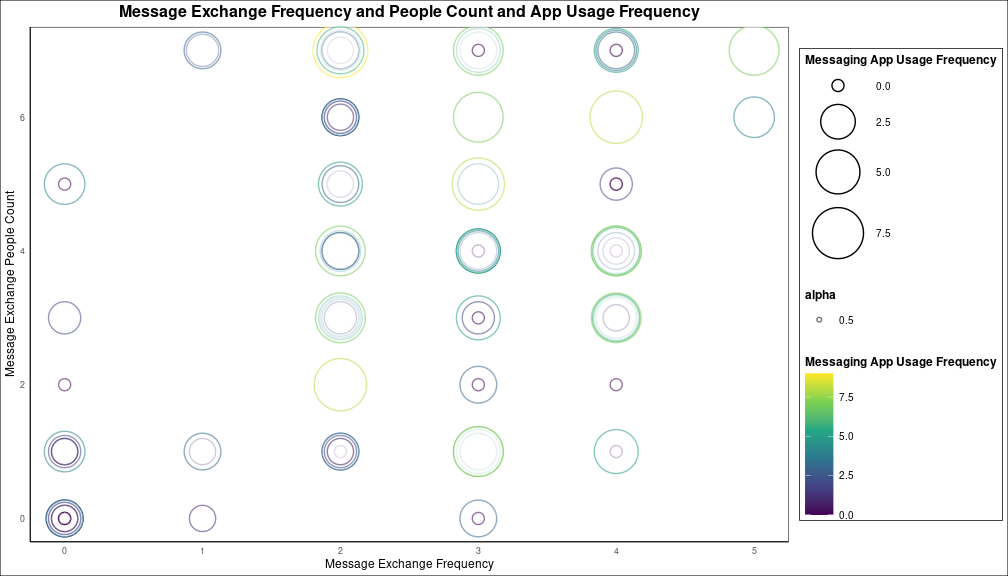 Message Exchange Frequency and People Count and App Usage Frequency
Message Exchange People Count
6
4
2
0
0 1 2 3 4 5
Message Exchange Frequency
Messaging App Usage Frequency
0.0
2.5
5.0
7.5
alpha
0.5
Messaging App Usage Frequency
7.5
5.0
2.5
0.0